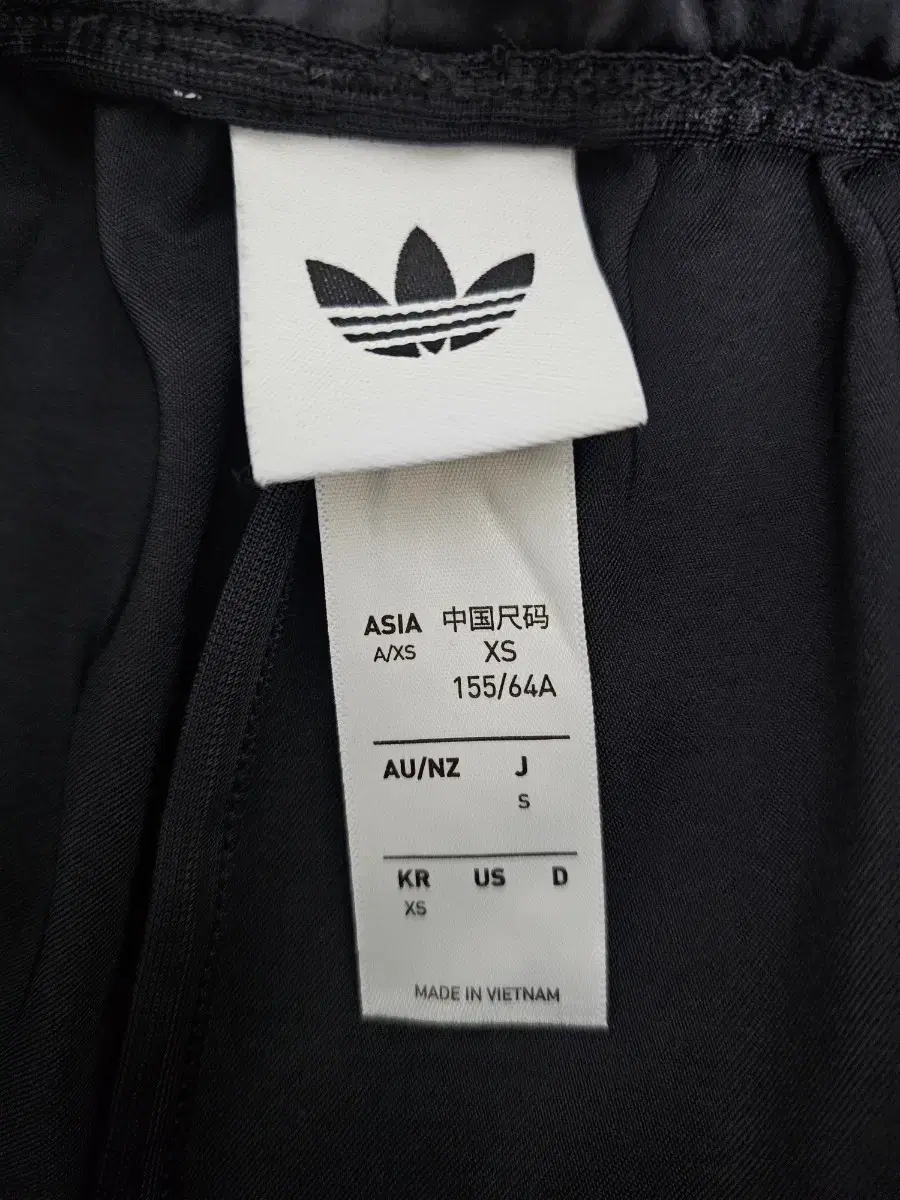 ASIA 中国尺码
A/XS XS
155/64A
AU/NZ J
S
KR US D
XS
MADE IN VIETNAM